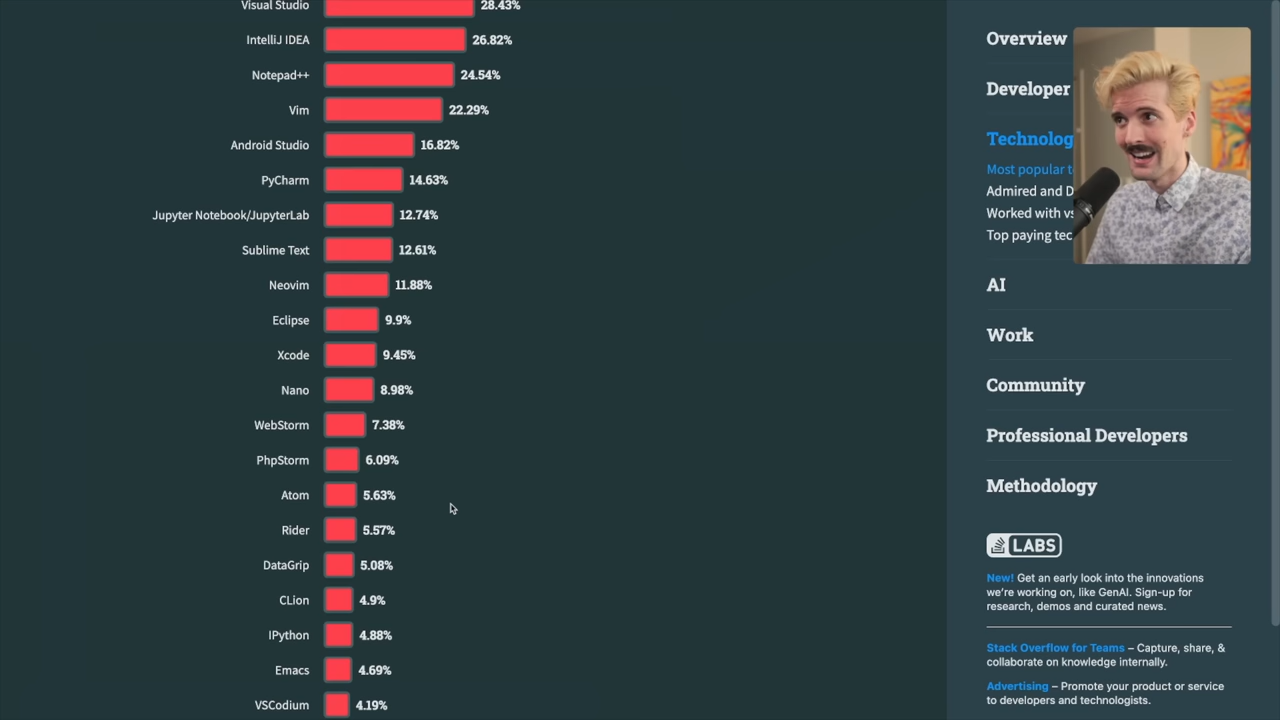 Visual Studio 28.43%
IntelliJ IDEA 26.82%
Notepad++ 24.54%
Vim 22.29%
Android Studio 16.82%
PyCharm 14.63%
Jupyter Notebook/JupyterLab 12.74%
Sublime Text 12.61%
Neovim 11.88%
Eclipse 9.9%
Xcode 9.45%
Nano 8.98%
WebStorm 7.38%
PhpStorm 6.09%
Atom 5.63%
Rider 5.57%
DataGrip 5.08%
CLion 4.9%
IPython 4.88%
Emacs 4.69%
VSCodium 4.19%
Overview
Developer
Technolog
Most popular t
Admired and D
Worked with vs
Top paying tec
AI
Work
Community
Professional Developers
Methodology
LABS
New! Get an early look into the innovations
we're working on, like GenAI. Sign-up for
research, demos and curated news.
Stack Overflow for Teams – Capture, share, &
collaborate on knowledge internally.
Advertising – Promote your product or service
to developers and technologists.